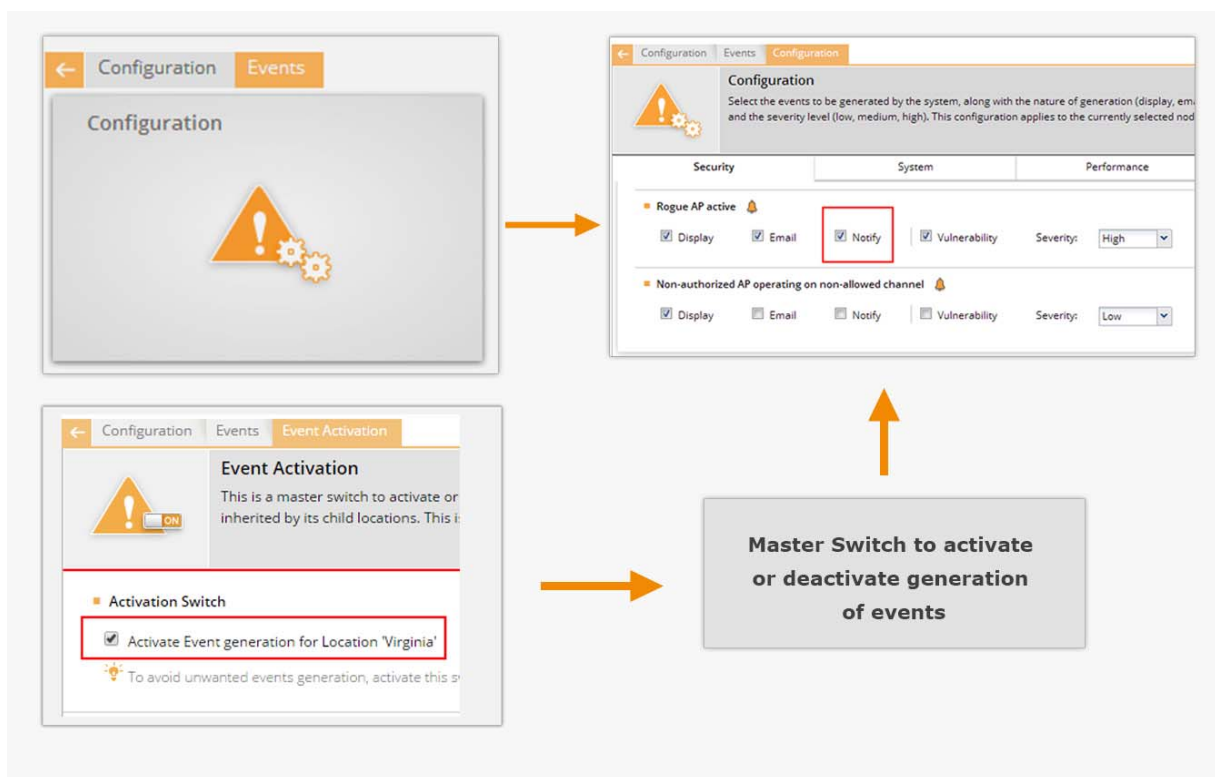 Configuration Events
Configuration
Configuration Events Configuration
Configuration
Select the events to be generated by the system, along with the nature of generation (display, em
and the severity level (low, medium, high). This configuration applies to the currently selected nod
Security System Performance
Rogue AP active
Display Email Notify Vulnerability Severity: High
Non-authorized AP operating on non-allowed channel
Display Email Notify Vulnerability Severity: Low
Configuration Events Event Activation
Event Activation
This is a master switch to activate or
ON
inherited by its child locations. This i
Activation Switch
Activate Event generation for Location 'Virginia'
To avoid unwanted events generation, activate this s
Master Switch to activate
or deactivate generation
of events